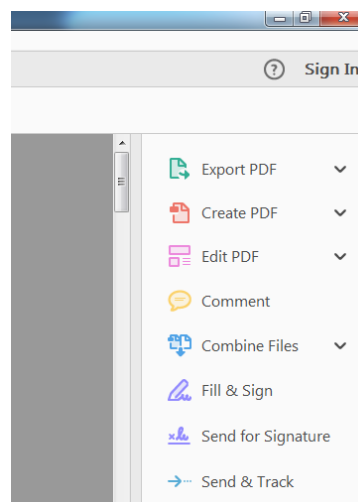 Sign In
Export PDF
Create PDF
Edit PDF
Comment
Combine Files
Fill & Sign
Send for Signature
Send & Track